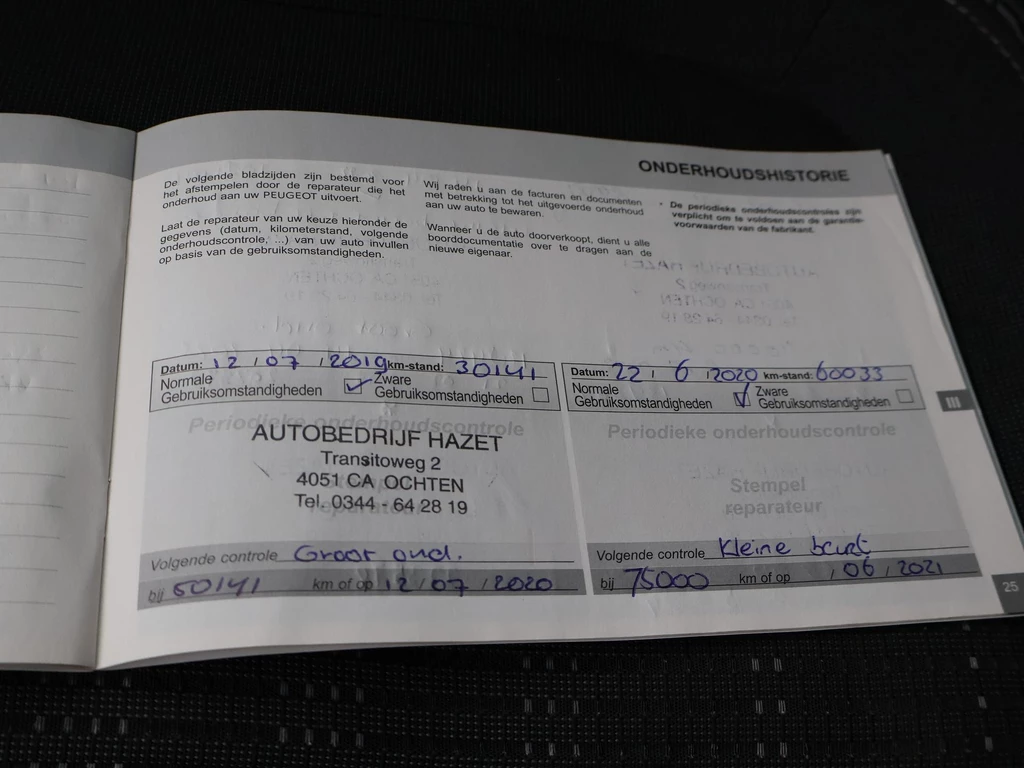 ONDERHOUDSHISTORIE
De volgende bladzijden zijn bestemd voor
het afstempelen door de reparateur die het
onderhoud aan uw PEUGEOT uitvoert.
Laat de reparateur van uw keuze hieronder de
gegevens (datum, kilometerstand, volgende
onderhoudscontrole, ...) van uw auto invullen
op basis van de gebruiksomstandigheden.
Wij raden u aan de facturen en documenten
met betrekking tot het uitgevoerde onderhoud
aan uw auto te bewaren.
Wanneer u de auto doorverkoopt, dient u alle
boorddocumentatie over te dragen aan de
nieuwe eigenaar.
• De periodieke onderhoudscontroles zijn
verplicht om te voldoen aan de garantie-
voorwaarden van de fabrikant.
Datum: 12 / 07 / 2019 km-stand: 30141
Normale
Gebruiksomstandigheden
Zware
Gebruiksomstandigheden
Periodieke onderhoudscontrole
AUTOBEDRIJF HAZET
Transitoweg 2
4051 CA OCHTEN
Tel. 0344 - 64 28 19
Volgende controle Groot ond.
bij 60141 km of op 12 / 07 / 2020
Datum: 22 / 6 / 2020 km-stand: 60033
Normale
Gebruiksomstandigheden
Zware
Gebruiksomstandigheden
Periodieke onderhoudscontrole
Stempel
reparateur
Volgende controle Kleine beurt
bij 75000 km of op / 06 / 2021
III
25